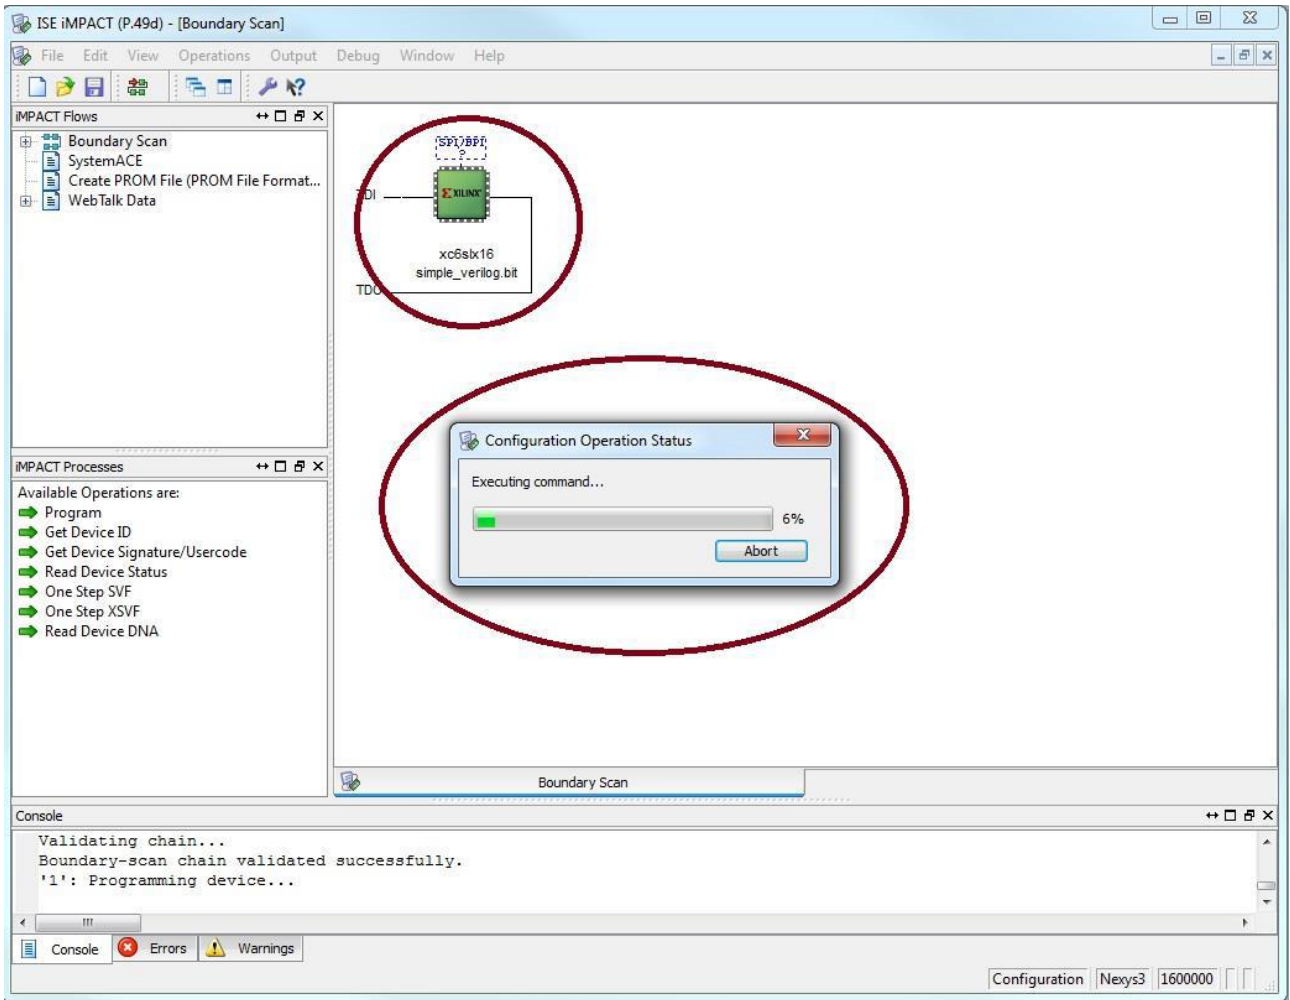 ISE iMPACT (P.49d) - [Boundary Scan]
File Edit View Operations Output Debug Window Help
iMPACT Flows
Boundary Scan
SystemACE
Create PROM File (PROM File Format...
WebTalk Data
SPI/BPI
?
TDI
XILINX
xc6slx16
simple_verilog.bit
TDO
Configuration Operation Status
Executing command...
6%
Abort
iMPACT Processes
Available Operations are:
Program
Get Device ID
Get Device Signature/Usercode
Read Device Status
One Step SVF
One Step XSVF
Read Device DNA
Boundary Scan
Console
Validating chain...
Boundary-scan chain validated successfully.
'1': Programming device...
Console Errors Warnings
Configuration Nexys3 1600000